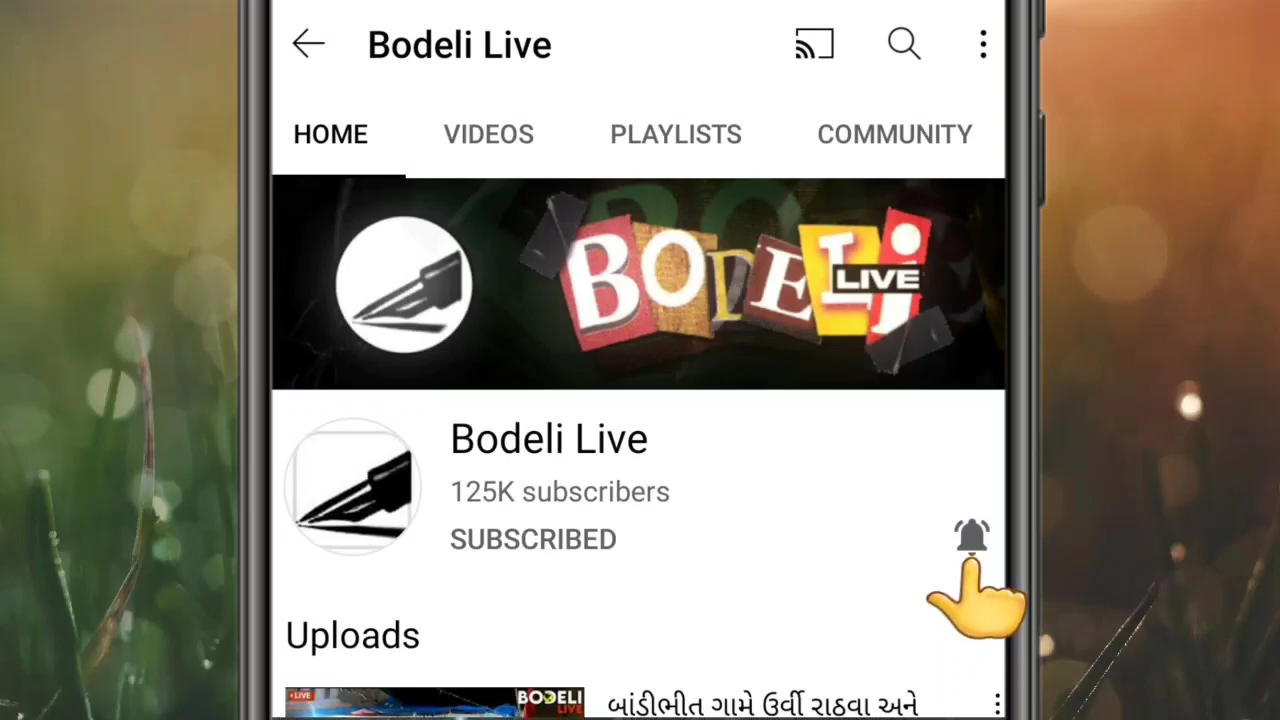 Bodeli Live
HOME VIDEOS PLAYLISTS COMMUNITY
BODELi
LIVE
Bodeli Live
125K subscribers
SUBSCRIBED
Uploads
LIVE
BODELI
LIVE
બાંડીભીત ગામે ઉર્વી રાઠવા અને